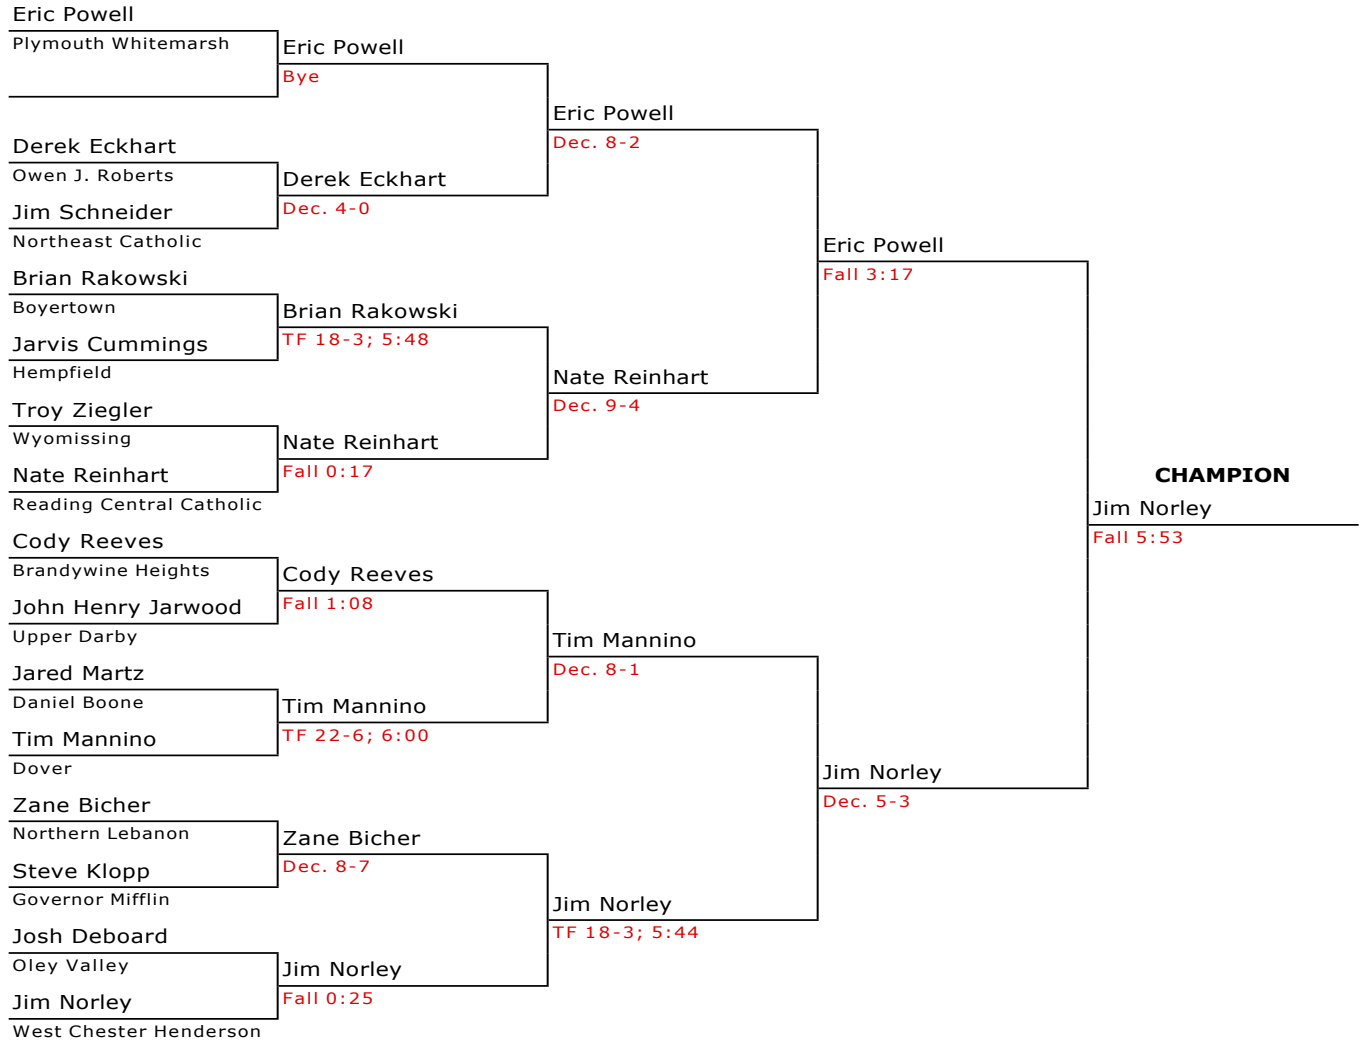 Eric Powell
Plymouth Whitemarsh
Eric Powell
Bye
Eric Powell
Dec. 8-2
Derek Eckhart
Owen J. Roberts
Derek Eckhart
Dec. 4-0
Jim Schneider
Northeast Catholic
Eric Powell
Fall 3:17
Brian Rakowski
Boyertown
Brian Rakowski
TF 18-3; 5:48
Jarvis Cummings
Hempfield
Nate Reinhart
Dec. 9-4
Troy Ziegler
Wyomissing
Nate Reinhart
Fall 0:17
Nate Reinhart
Reading Central Catholic
CHAMPION
Jim Norley
Fall 5:53
Cody Reeves
Brandywine Heights
Cody Reeves
Fall 1:08
John Henry Jarwood
Upper Darby
Tim Mannino
Dec. 8-1
Jared Martz
Daniel Boone
Tim Mannino
TF 22-6; 6:00
Tim Mannino
Dover
Jim Norley
Dec. 5-3
Zane Bicher
Northern Lebanon
Zane Bicher
Dec. 8-7
Steve Klopp
Governor Mifflin
Jim Norley
TF 18-3; 5:44
Josh Deboard
Oley Valley
Jim Norley
Fall 0:25
Jim Norley
West Chester Henderson